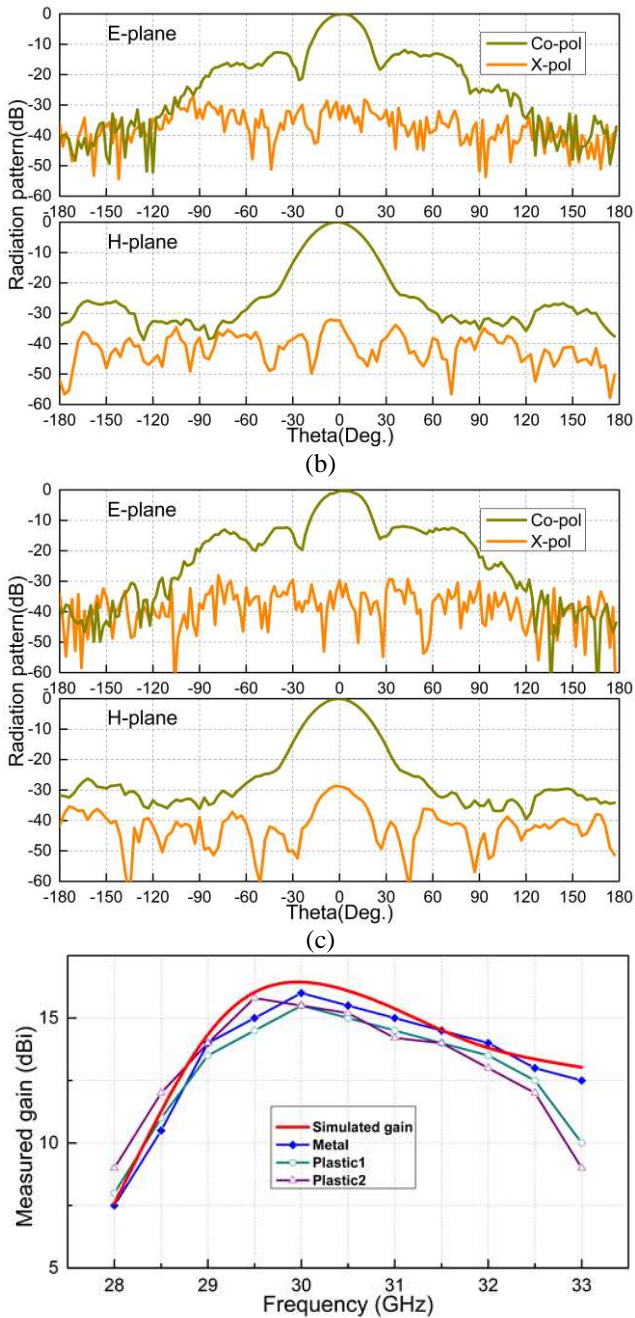 0
E-plane
-10
Co-pol
-20
X-pol
-30
-40
-50
-60
-180 -150 -120 -90 -60 -30 0 30 60 90 120 150 180
0
H-plane
-10
-20
-30
-40
-50
-60
-180 -150 -120 -90 -60 -30 0 30 60 90 120 150 180
Radiation pattern(dB)
Theta(Deg.)
(b)
0
E-plane
-10
Co-pol
-20
X-pol
-30
-40
-50
-60
-180 -150 -120 -90 -60 -30 0 30 60 90 120 150 180
0
H-plane
-10
-20
-30
-40
-50
-60
-180 -150 -120 -90 -60 -30 0 30 60 90 120 150 180
Radiation pattern(dB)
Theta(Deg.)
(c)
15
10
5
Measured gain (dBi)
Simulated gain
Metal
Plastic1
Plastic2
28 29 30 31 32 33
Frequency (GHz)